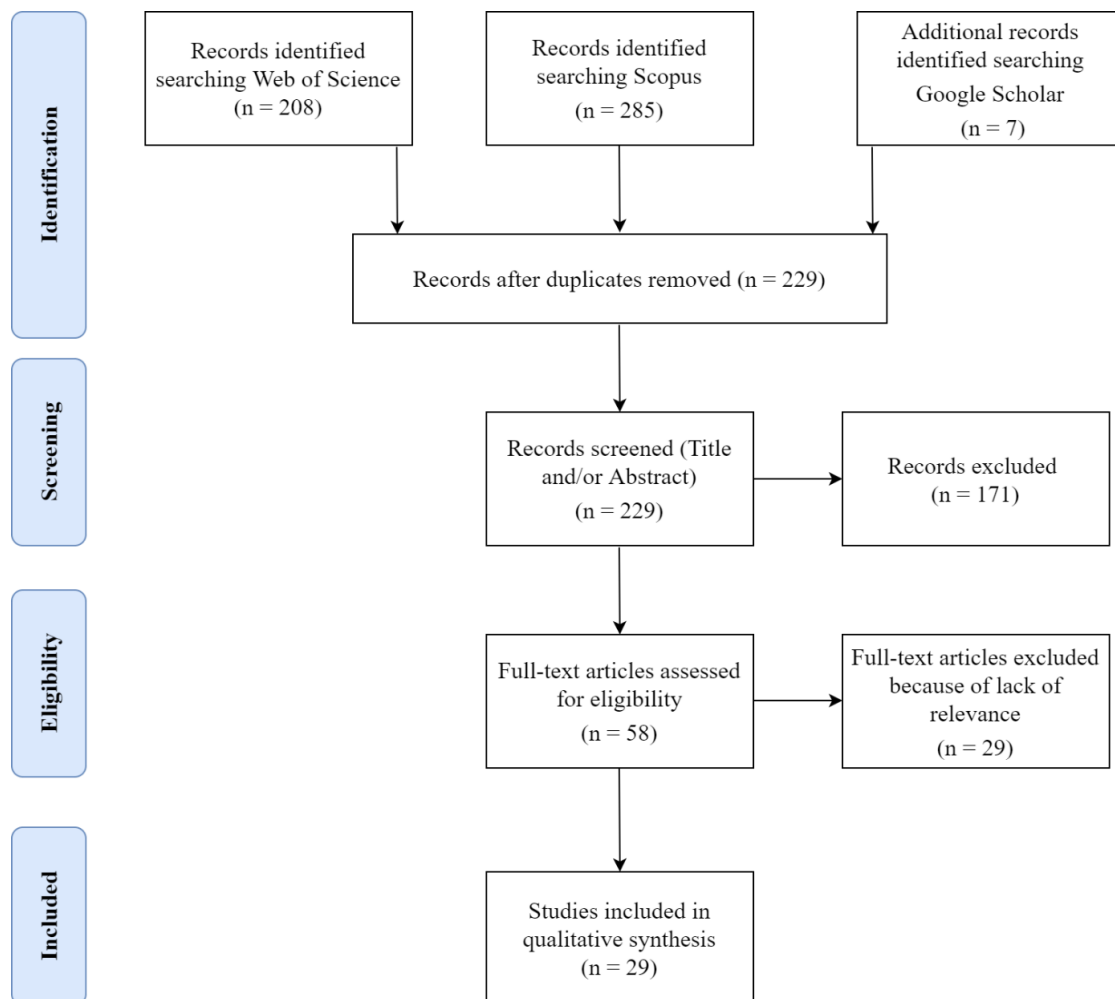 Identification
Records identified
searching Web of Science
(n = 208)
Records identified
searching Scopus
(n = 285)
Additional records
identified searching
Google Scholar
(n = 7)
Records after duplicates removed (n = 229)
Screening
Records screened (Title
and/or Abstract)
(n = 229)
Records excluded
(n = 171)
Eligibility
Full-text articles assessed
for eligibility
(n = 58)
Full-text articles excluded
because of lack of
relevance
(n = 29)
Included
Studies included in
qualitative synthesis
(n = 29)